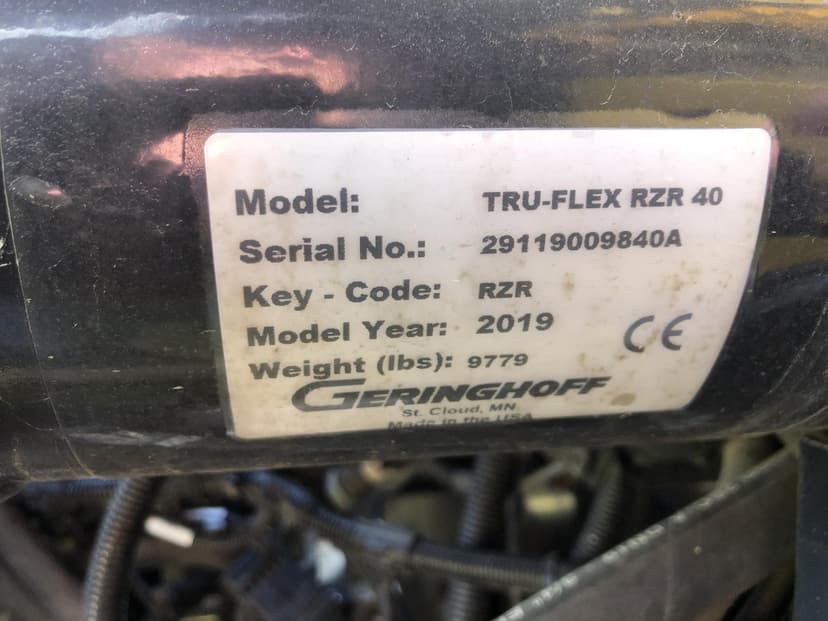 Model: TRU-FLEX RZR 40
Serial No.: 29119009840A
Key - Code: RZR
Model Year: 2019
Weight (lbs): 9779
CE
GERINGHOFF
St. Cloud, MN
Made in the USA